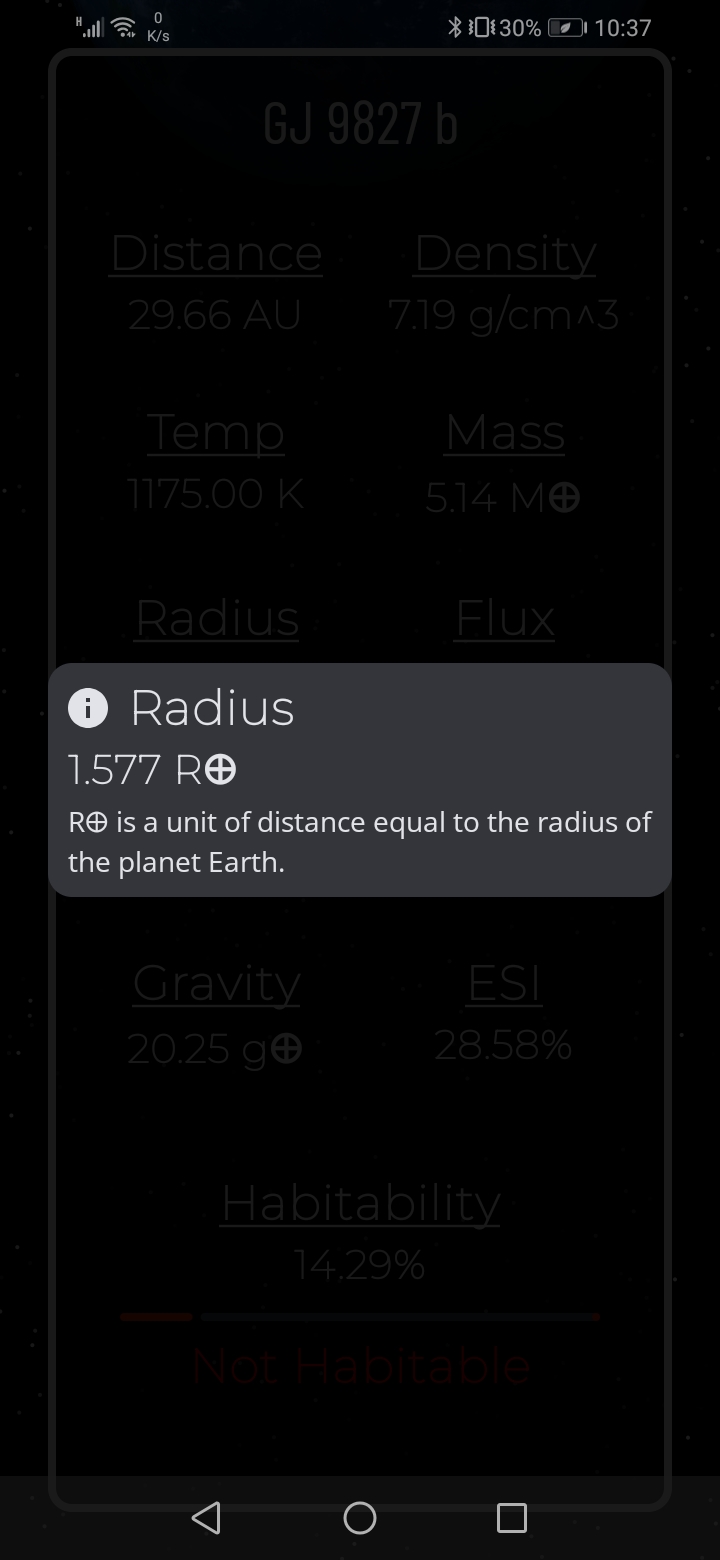 H 0 K/s 30% 10:37
GJ 9827 b
Distance Density
29.66 AU 7.19 g/cm^3
Temp Mass
1175.00 K 5.14 M⊕
Radius Flux
Radius
1.577 R⊕
R⊕ is a unit of distance equal to the radius of
the planet Earth.
Gravity ESI
20.25 g⊕ 28.58%
Habitability
14.29%
Not Habitable